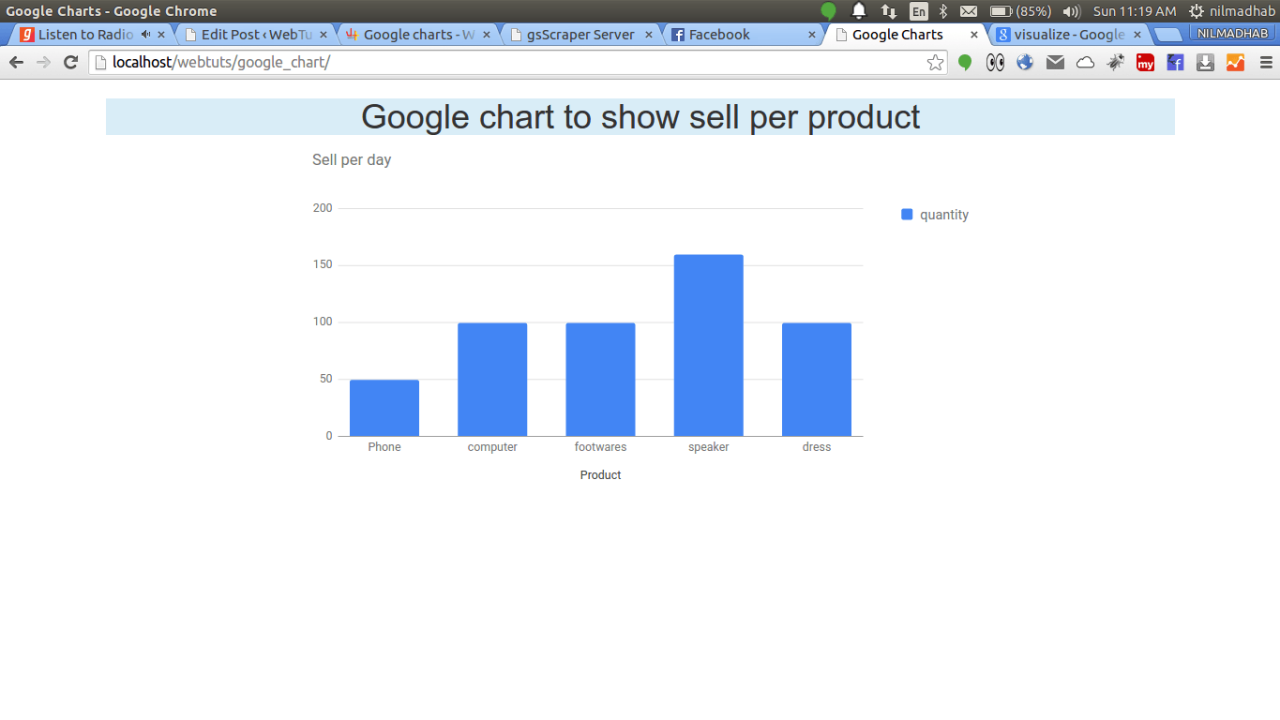 Google Charts - Google Chrome
En
(85%)
Sun 11:19 AM
nilmadhab
Listen to Radio
Edit Post ‹ WebTu
Google charts - W
gsScraper Server
Facebook
Google Charts
visualize - Google
NILMADHAB
localhost/webtuts/google_chart/
my
Google chart to show sell per product
Sell per day
200
150
100
50
0
quantity
Phone
computer
footwares
speaker
dress
Product